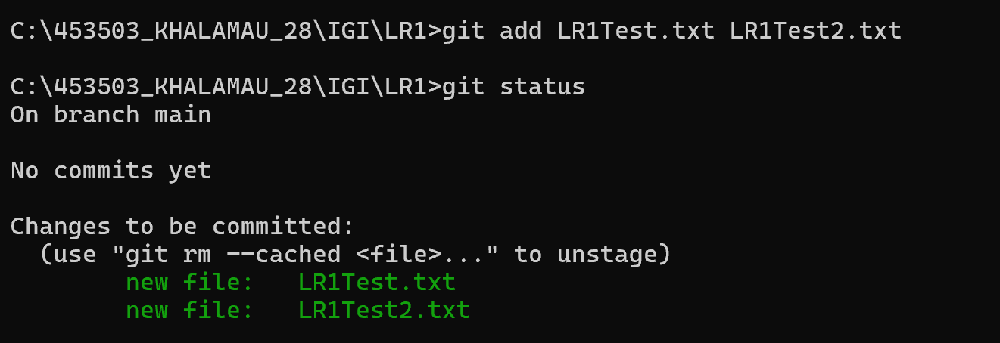 C:\453503_KHALAMAU_28\IGI\LR1>git add LR1Test.txt LR1Test2.txt
C:\453503_KHALAMAU_28\IGI\LR1>git status
On branch main
No commits yet
Changes to be committed:
  (use "git rm --cached <file>..." to unstage)
        new file:   LR1Test.txt
        new file:   LR1Test2.txt